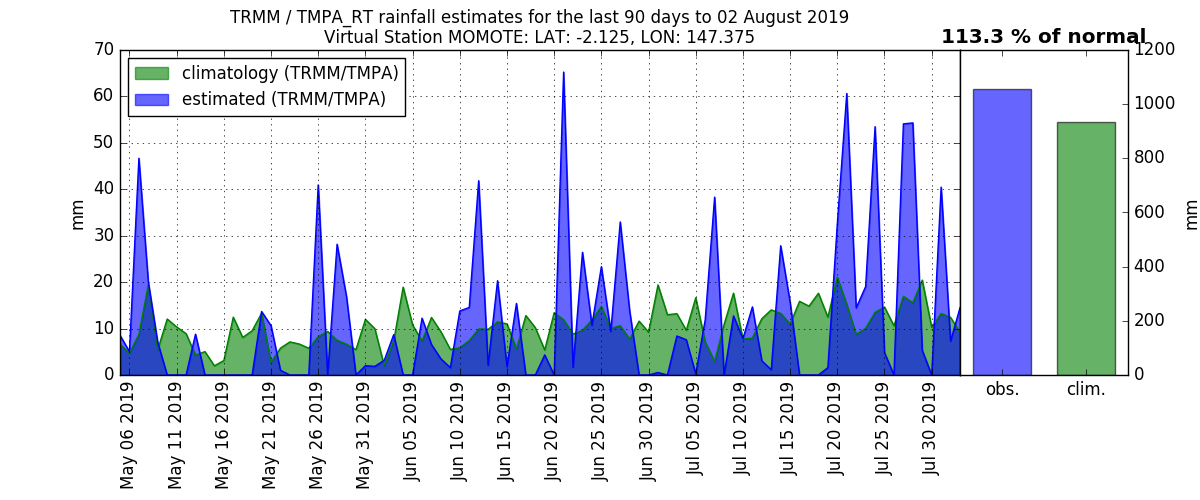 TRMM / TMPA_RT rainfall estimates for the last 90 days to 02 August 2019
Virtual Station MOMOTE: LAT: -2.125, LON: 147.375
113.3 % of normal
climatology (TRMM/TMPA)
estimated (TRMM/TMPA)
mm
70
60
50
40
30
20
10
0
May 06 2019
May 11 2019
May 16 2019
May 21 2019
May 26 2019
May 31 2019
Jun 05 2019
Jun 10 2019
Jun 15 2019
Jun 20 2019
Jun 25 2019
Jun 30 2019
Jul 05 2019
Jul 10 2019
Jul 15 2019
Jul 20 2019
Jul 25 2019
Jul 30 2019
obs.
clim.
1200
1000
800
600
400
200
0
mm